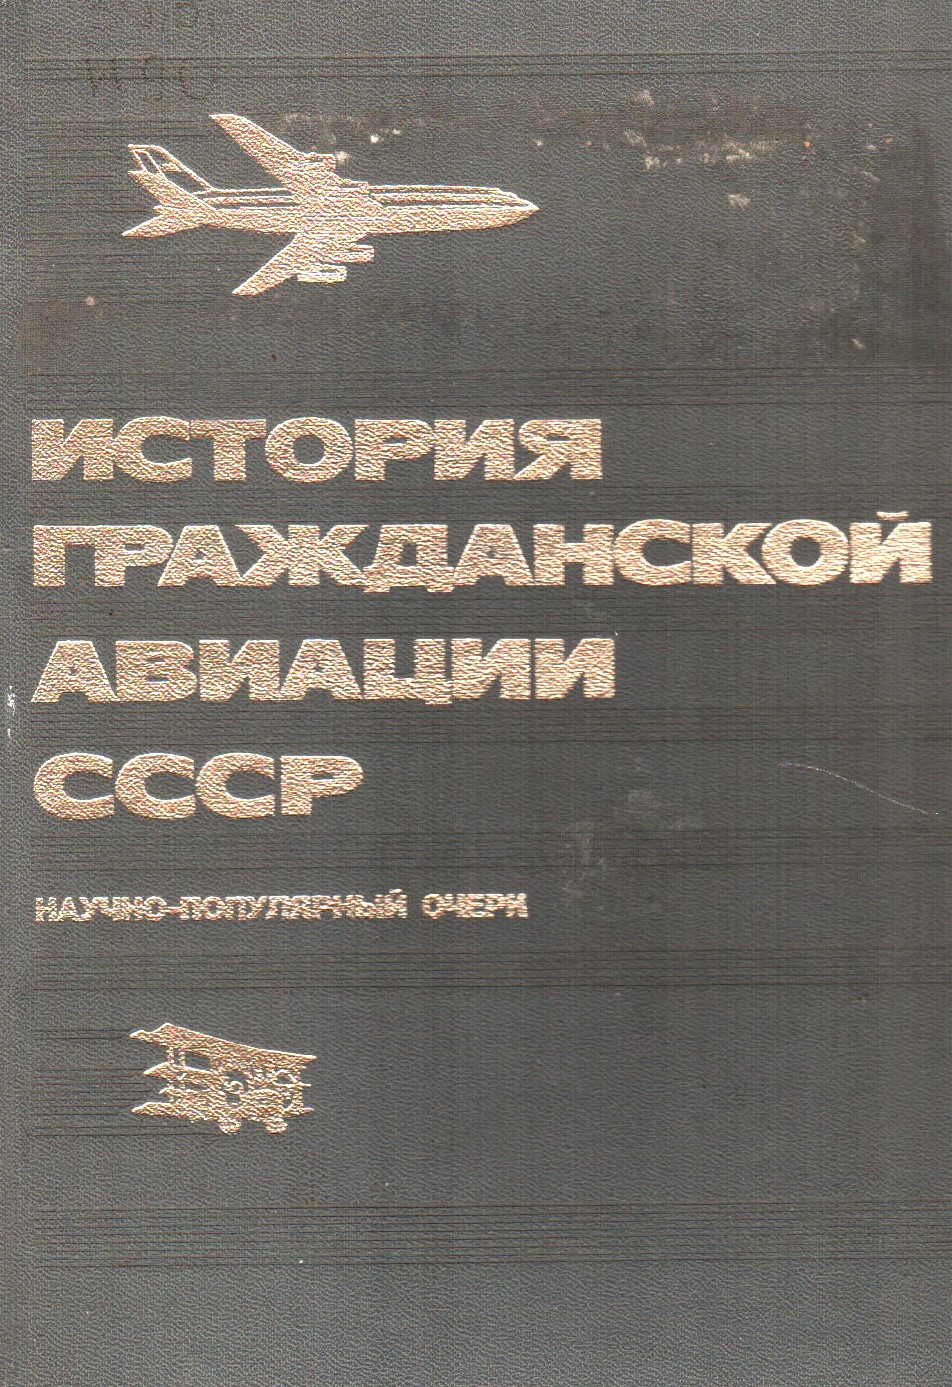 ИСТОРИЯ
ГРАЖДАНСКОЙ
АВИАЦИИ
СССР
НАУЧНО-ПОПУЛЯРНЫЙ ОЧЕРК